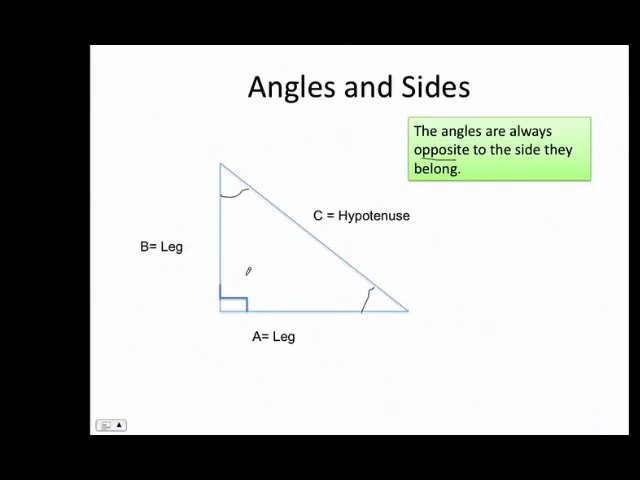 Angles and Sides
The angles are always
opposite to the side they
belong.
C = Hypotenuse
B= Leg
A= Leg